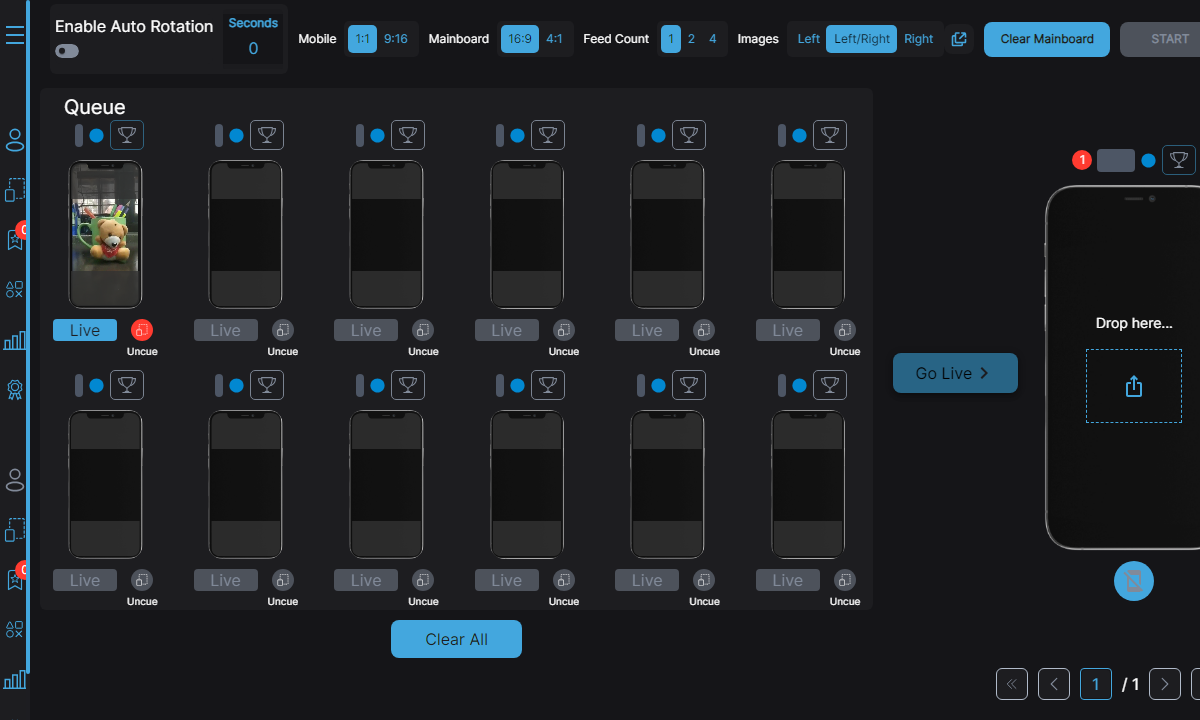 Enable Auto Rotation
Seconds
0
Mobile 1:1 9:16 Mainboard 16:9 4:1 Feed Count 1 2 4 Images Left Left/Right Right Clear Mainboard START
Queue
1
Live Live Live Live Live Live
Uncue Uncue Uncue Uncue Uncue Uncue
Drop here...
Go Live
Live Live Live Live Live Live
Uncue Uncue Uncue Uncue Uncue Uncue
Clear All
1 / 1